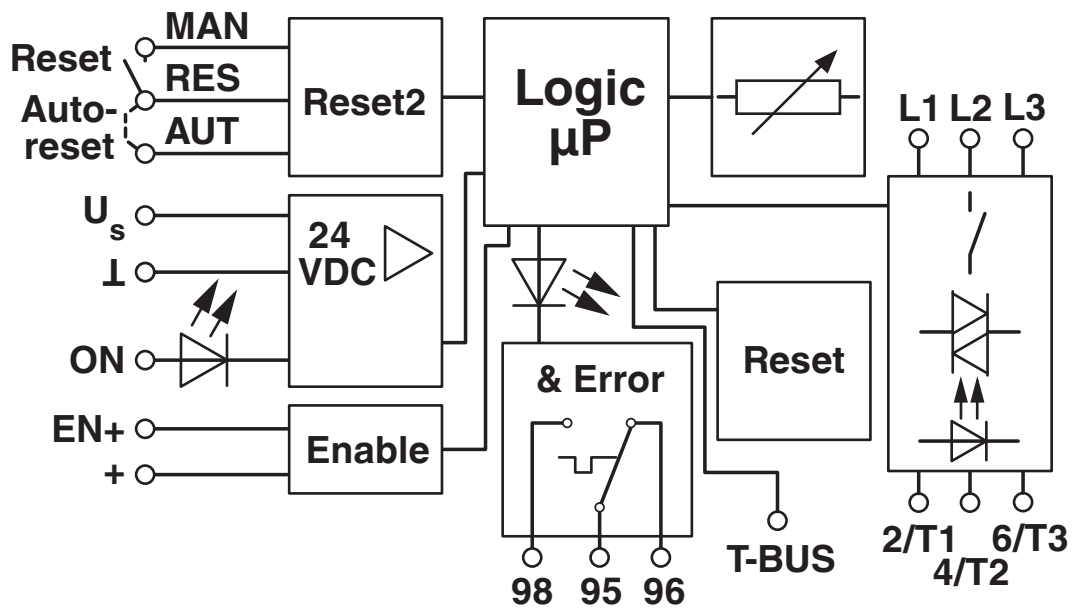 MAN
Reset
RES
Auto-
reset
AUT
Reset2
Logic
µP
L1 L2 L3
Us
⊥
24
VDC
ON
EN+
+
Enable
& Error
Reset
T-BUS
98 95 96
2/T1 6/T3
4/T2